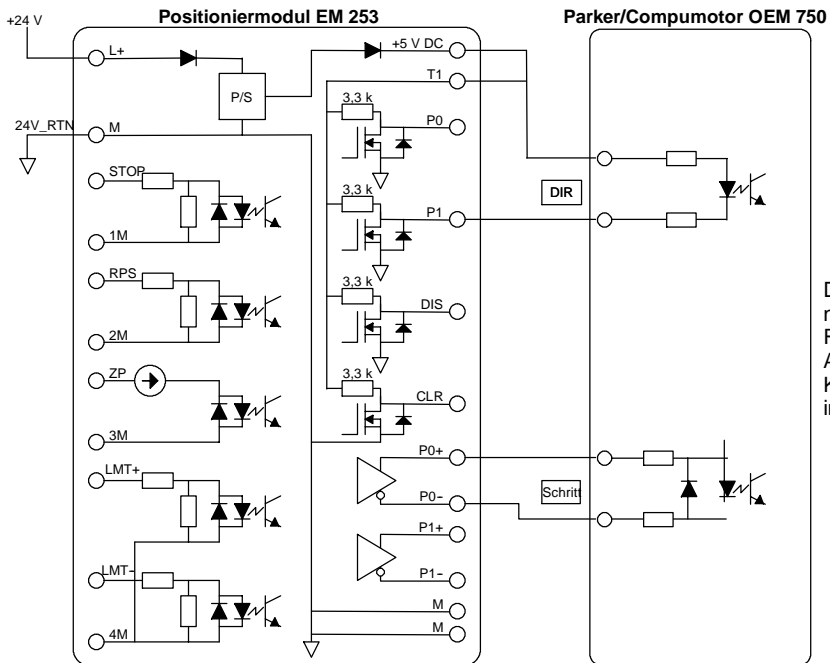 Positioniermodul EM 253
Parker/Compumotor OEM 750
+24 V
L+
P/S
+5 V DC
T1
3,3 k
P0
24V_RTN
M
STOP
1M
3,3 k
P1
DIR
RPS
2M
3,3 k
DIS
ZP
3M
3,3 k
CLR
LMT+
P0+
P0-
Schritt
P1+
LMT-
P1-
4M
M
M